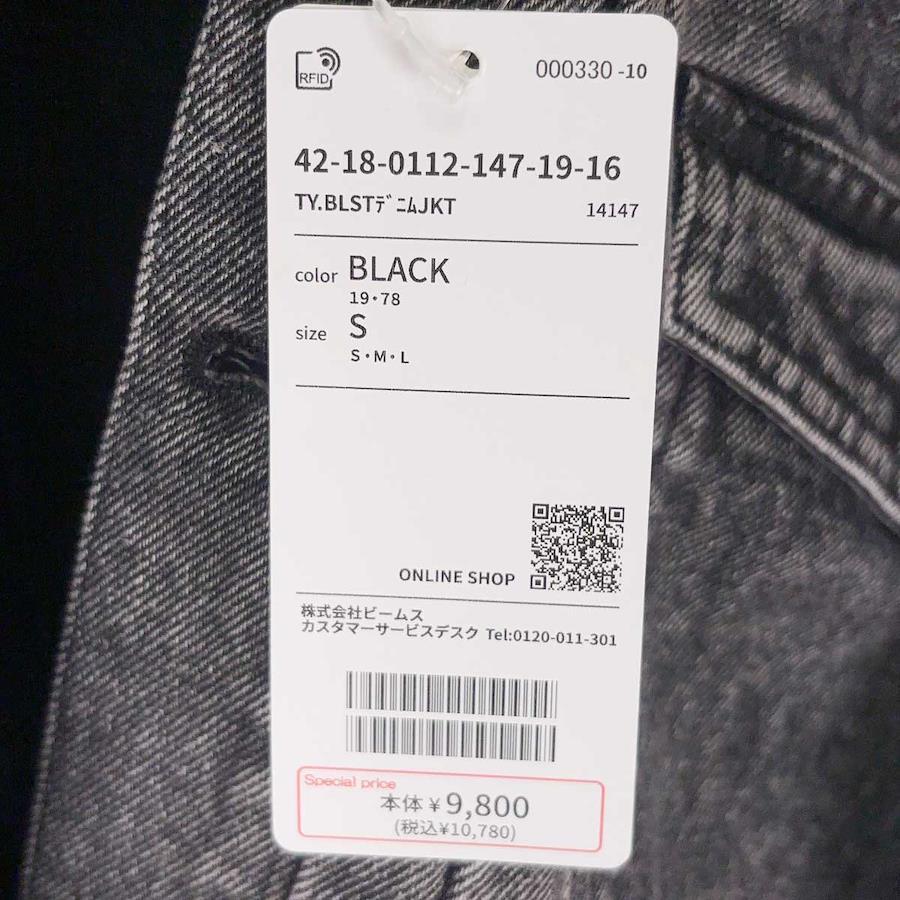 RFID
000330 -10
42-18-0112-147-19-16
TY.BLSTﾃﾞﾆﾑJKT 14147
color BLACK
19・78
size S
S・M・L
ONLINE SHOP
株式会社ビームス
カスタマーサービスデスク Tel:0120-011-301
Special price
本体 ¥9,800
(税込¥10,780)